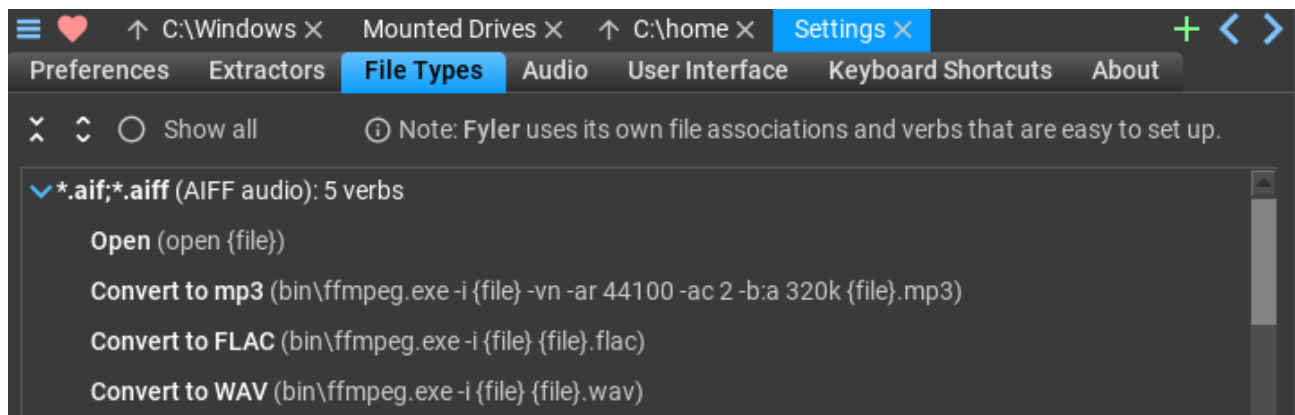 C:\Windows Mounted Drives C:\home Settings
Preferences Extractors File Types Audio User Interface Keyboard Shortcuts About
Show all Note: Fyler uses its own file associations and verbs that are easy to set up.
*.aif;*.aiff (AIFF audio): 5 verbs
Open (open {file})
Convert to mp3 (bin\ffmpeg.exe -i {file} -vn -ar 44100 -ac 2 -b:a 320k {file}.mp3)
Convert to FLAC (bin\ffmpeg.exe -i {file} {file}.flac)
Convert to WAV (bin\ffmpeg.exe -i {file} {file}.wav)